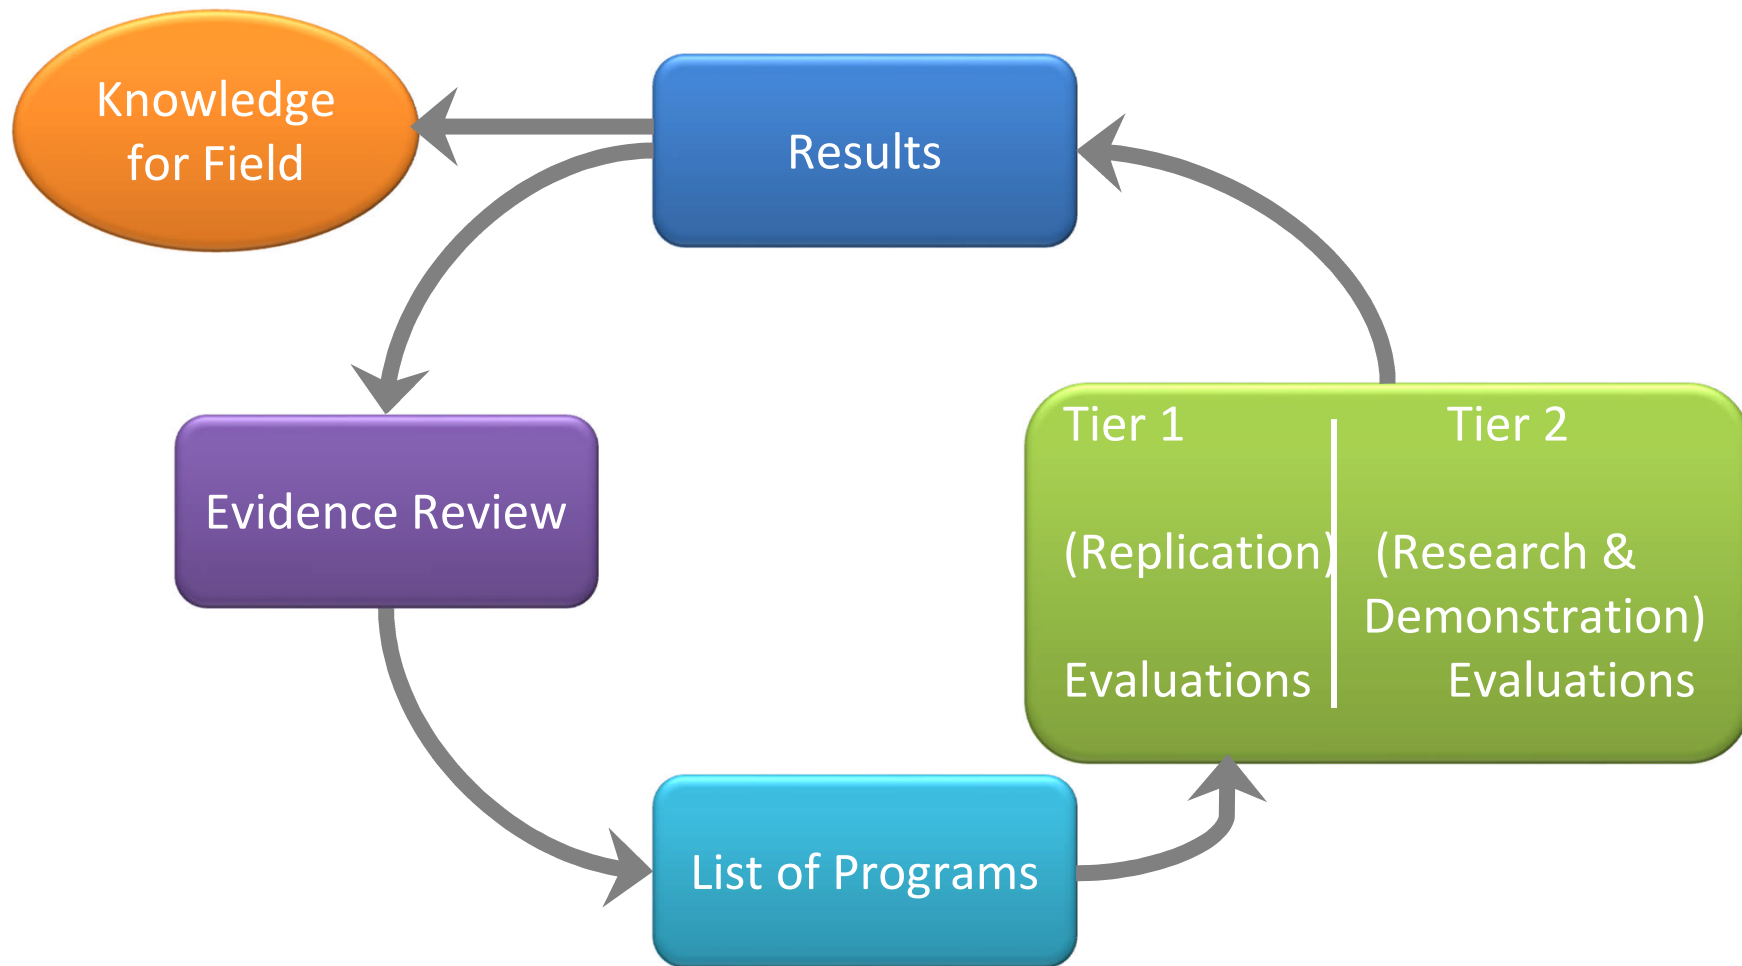 Knowledge
for Field
Results
Evidence Review
Tier 1
(Replication)
Evaluations
Tier 2
(Research &
Demonstration)
Evaluations
List of Programs